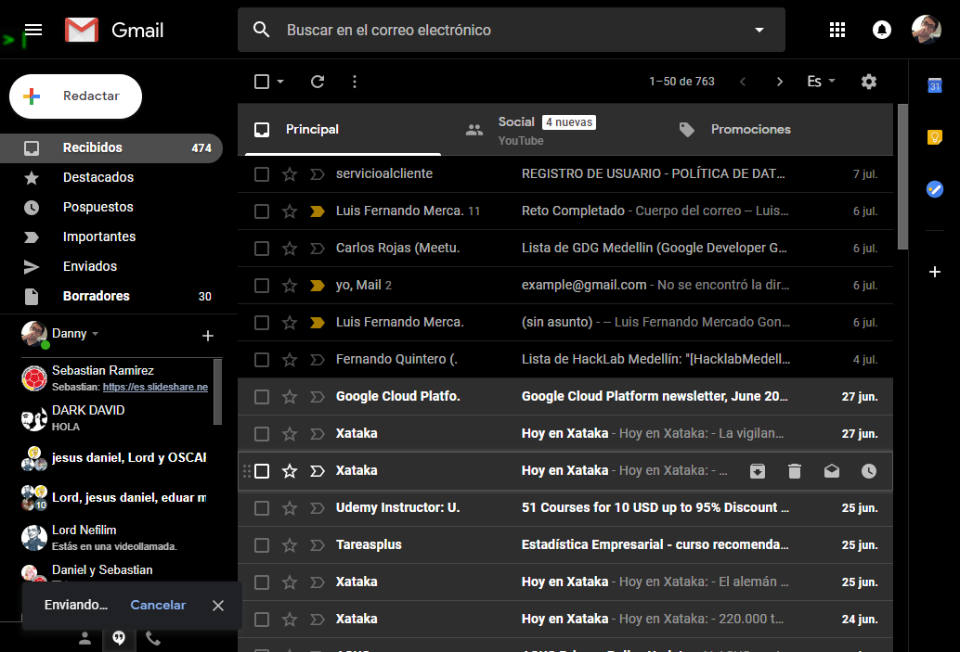 Gmail
Buscar en el correo electrónico
Redactar
1–50 de 763
Es
Recibidos 474
Destacados
Pospuestos
Importantes
Enviados
Borradores 30
Danny
Sebastian Ramirez
Sebastian: https://es.slideshare.ne
DARK DAVID
HOLA
jesus daniel, Lord y OSCAR
Lord, jesus daniel, eduar m
10
Lord Nefilim
Estás en una videollamada.
Daniel y Sebastian
Enviando... Cancelar
Principal
Social 4 nuevas
YouTube
Promociones
servicioalcliente REGISTRO DE USUARIO - POLÍTICA DE DAT... 7 jul.
Luis Fernando Merca. 11 Reto Completado - Cuerpo del correo -- Luis... 6 jul.
Carlos Rojas (Meetu. Lista de GDG Medellin (Google Developer G... 6 jul.
yo, Mail 2 example@gmail.com - No se encontró la dir... 6 jul.
Luis Fernando Merca. (sin asunto) - -- Luis Fernando Mercado Gon... 6 jul.
Fernando Quintero (. Lista de HackLab Medellín: "[HacklabMedell... 4 jul.
Google Cloud Platfo. Google Cloud Platform newsletter, June 20... 27 jun.
Xataka Hoy en Xataka - Hoy en Xataka: - La vigilan... 27 jun.
Xataka Hoy en Xataka - Hoy en Xataka: - ...
Udemy Instructor: U. 51 Courses for 10 USD up to 95% Discount ... 25 jun.
Tareasplus Estadística Empresarial - curso recomenda... 25 jun.
Xataka Hoy en Xataka - Hoy en Xataka: - El alemán ... 25 jun.
Xataka Hoy en Xataka - Hoy en Xataka: - 220.000 t... 24 jun.
31